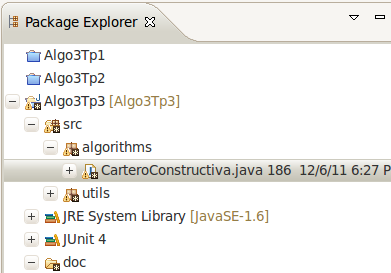 Package Explorer
Algo3Tp1
Algo3Tp2
Algo3Tp3 [Algo3Tp3]
src
algorithms
CarteroConstructiva.java 186 12/6/11 6:27 P
utils
JRE System Library [JavaSE-1.6]
JUnit 4
doc